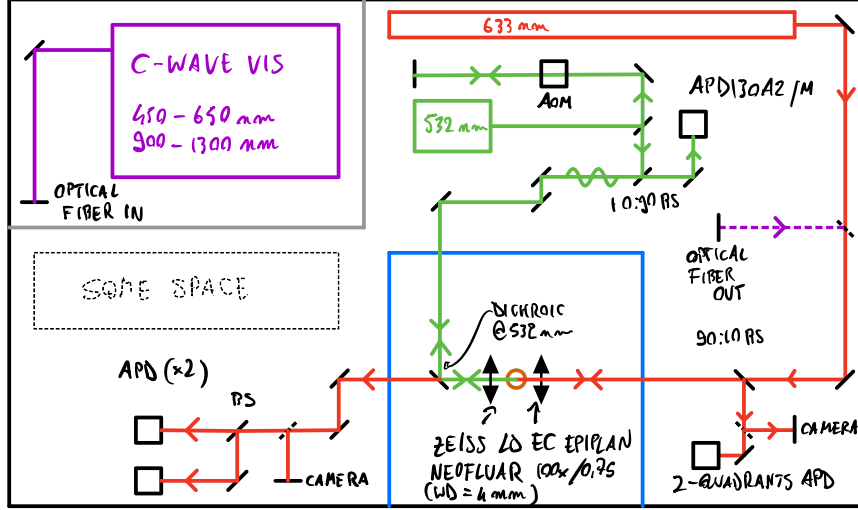 633 nm
C-WAVE VIS
450 - 650 nm
900 - 1300 nm
OPTICAL
FIBER IN
AOM
532 nm
APD130A2/M
10:90 BS
OPTICAL
FIBER
OUT
SOME SPACE
DICHROIC
@ 532 nm
90:10 BS
APD (x2)
BS
CAMERA
ZEISS LD EC EPIPLAN
NEOFLUAR 100x/0,75
(WD = 4 mm)
CAMERA
2-QUADRANTS APD